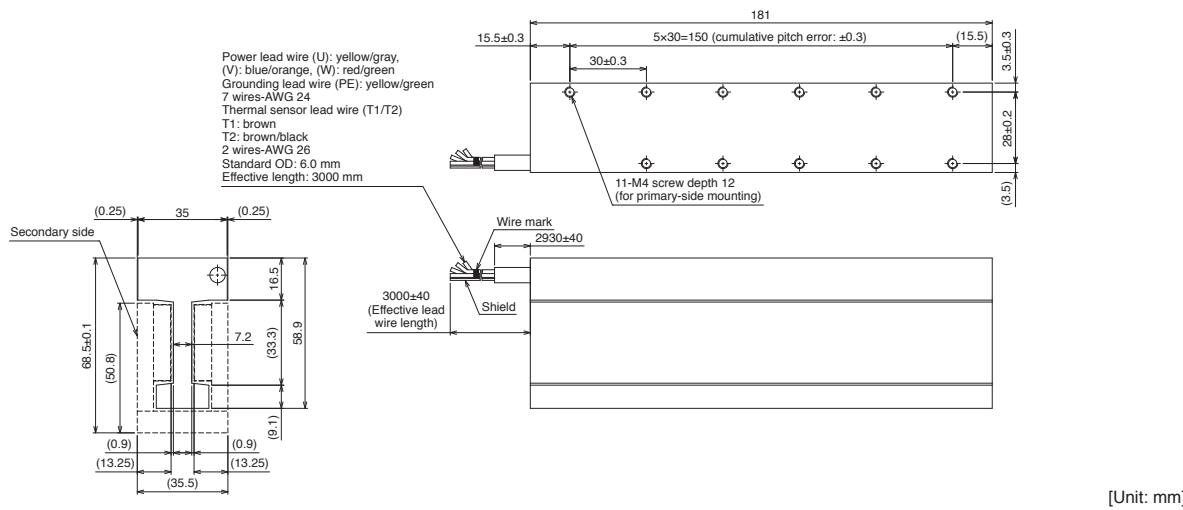 181
15.5±0.3
5×30=150 (cumulative pitch error: ±0.3)
(15.5)
30±0.3
3.5±0.3
28±0.2
(3.5)
Power lead wire (U): yellow/gray,
(V): blue/orange, (W): red/green
Grounding lead wire (PE): yellow/green
7 wires-AWG 24
Thermal sensor lead wire (T1/T2)
T1: brown
T2: brown/black
2 wires-AWG 26
Standard OD: 6.0 mm
Effective length: 3000 mm
11-M4 screw depth 12
(for primary-side mounting)
(0.25)
35
(0.25)
Secondary side
Wire mark
2930±40
3000±40
(Effective lead
wire length)
Shield
16.5
68.5±0.1
(50.8)
7.2
(33.3)
58.9
(9.1)
(0.9)
(0.9)
(13.25)
(13.25)
(35.5)
[Unit: mm]